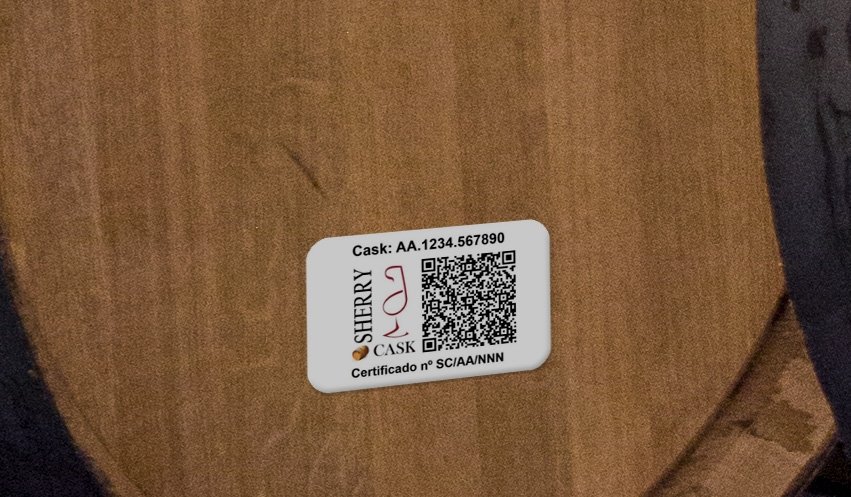 Cask: AA.1234.567890
SHERRY
CASK
Certificado nº SC/AA/NNN